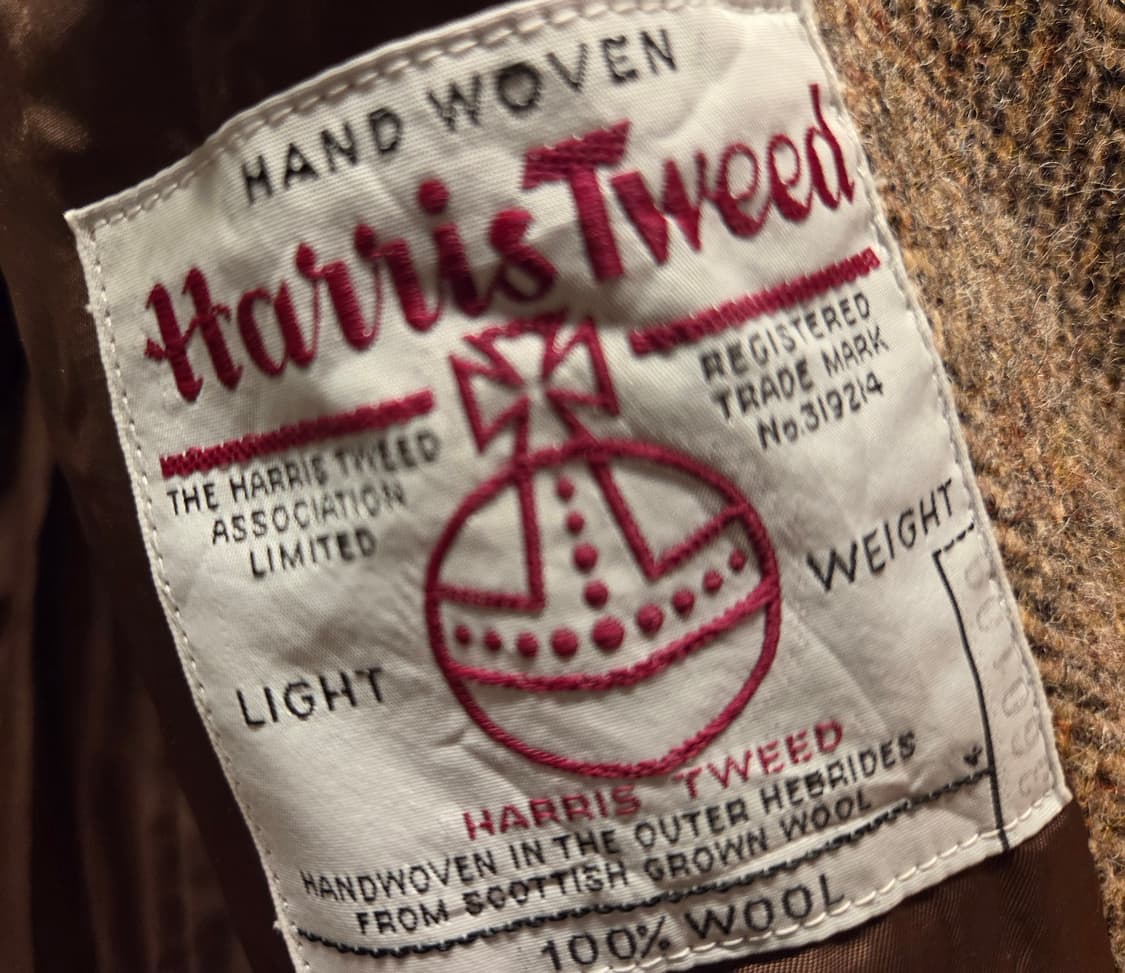 HAND WOVEN
Harris Tweed
THE HARRIS TWEED
ASSOCIATION
LIMITED
REGISTERED
TRADE MARK
No.319214
LIGHT
WEIGHT
HARRIS TWEED
HANDWOVEN IN THE OUTER HEBRIDES
FROM SCOTTISH GROWN WOOL
100% WOOL